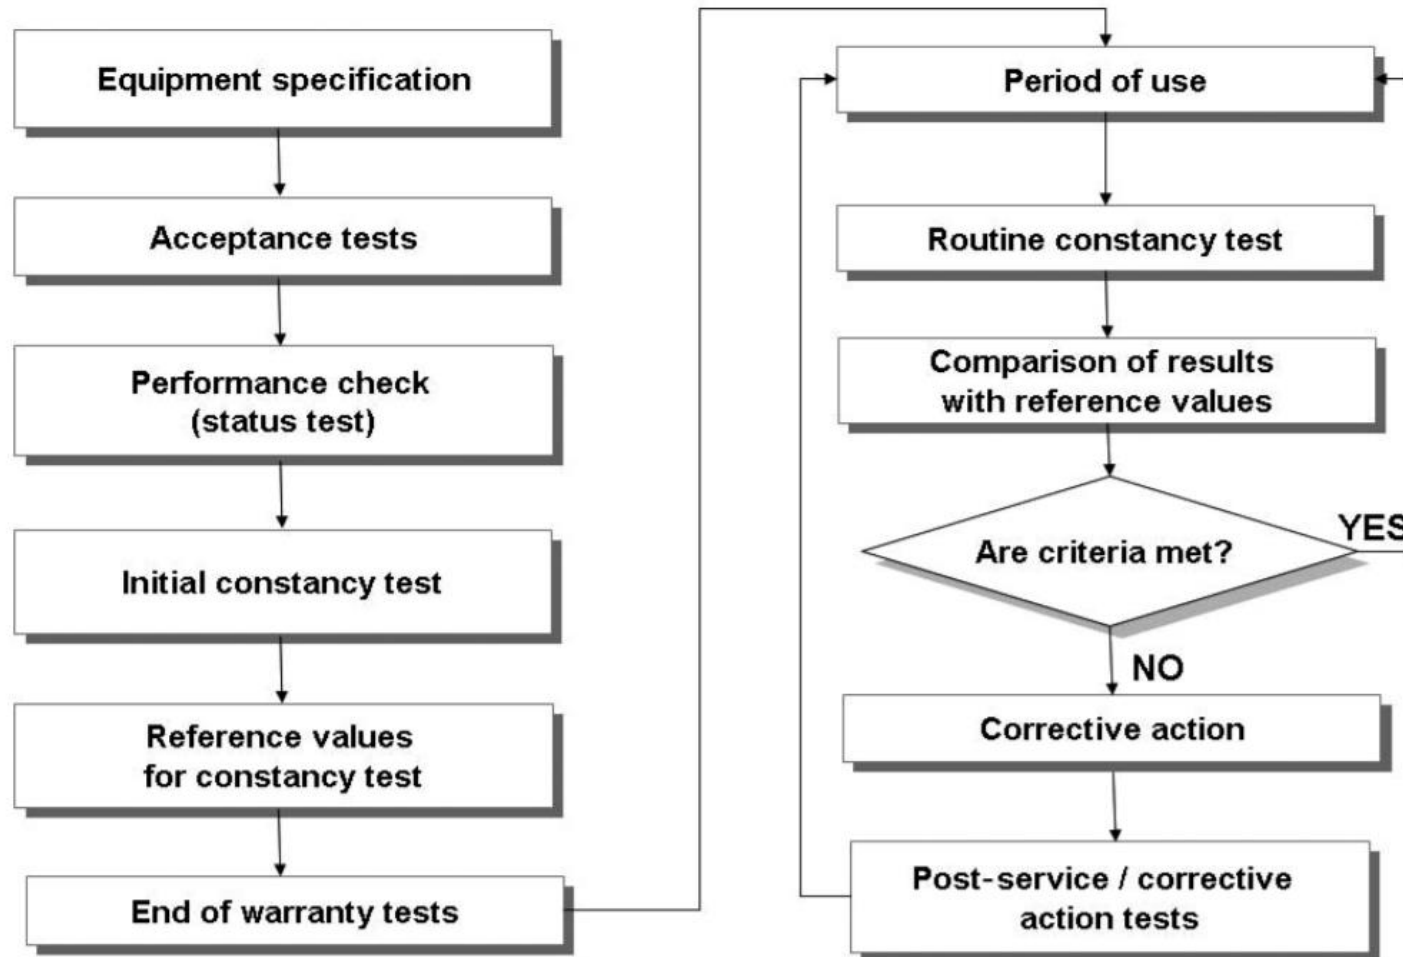 Equipment specification
Acceptance tests
Performance check
(status test)
Initial constancy test
Reference values
for constancy test
End of warranty tests
Period of use
Routine constancy test
Comparison of results
with reference values
Are criteria met?
YES
NO
Corrective action
Post-service / corrective
action tests